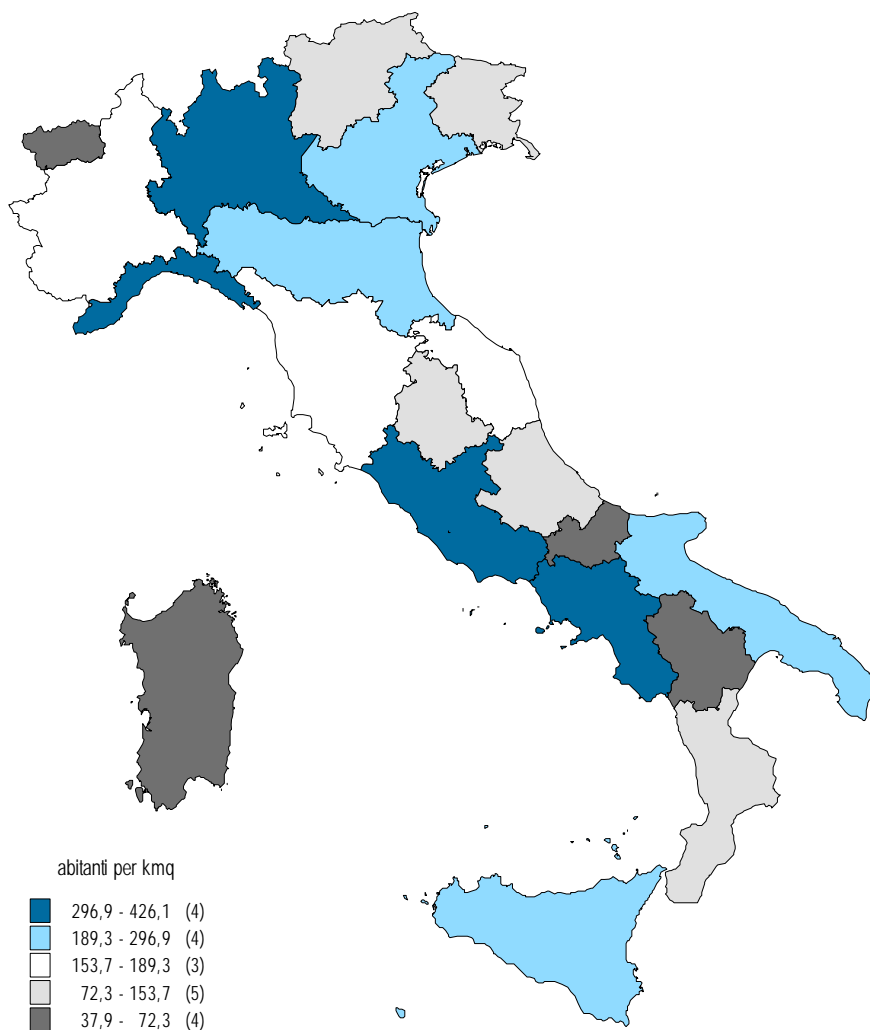 abitanti per kmq
296,9 - 426,1 (4)
189,3 - 296,9 (4)
153,7 - 189,3 (3)
72,3 - 153,7 (5)
37,9 - 72,3 (4)